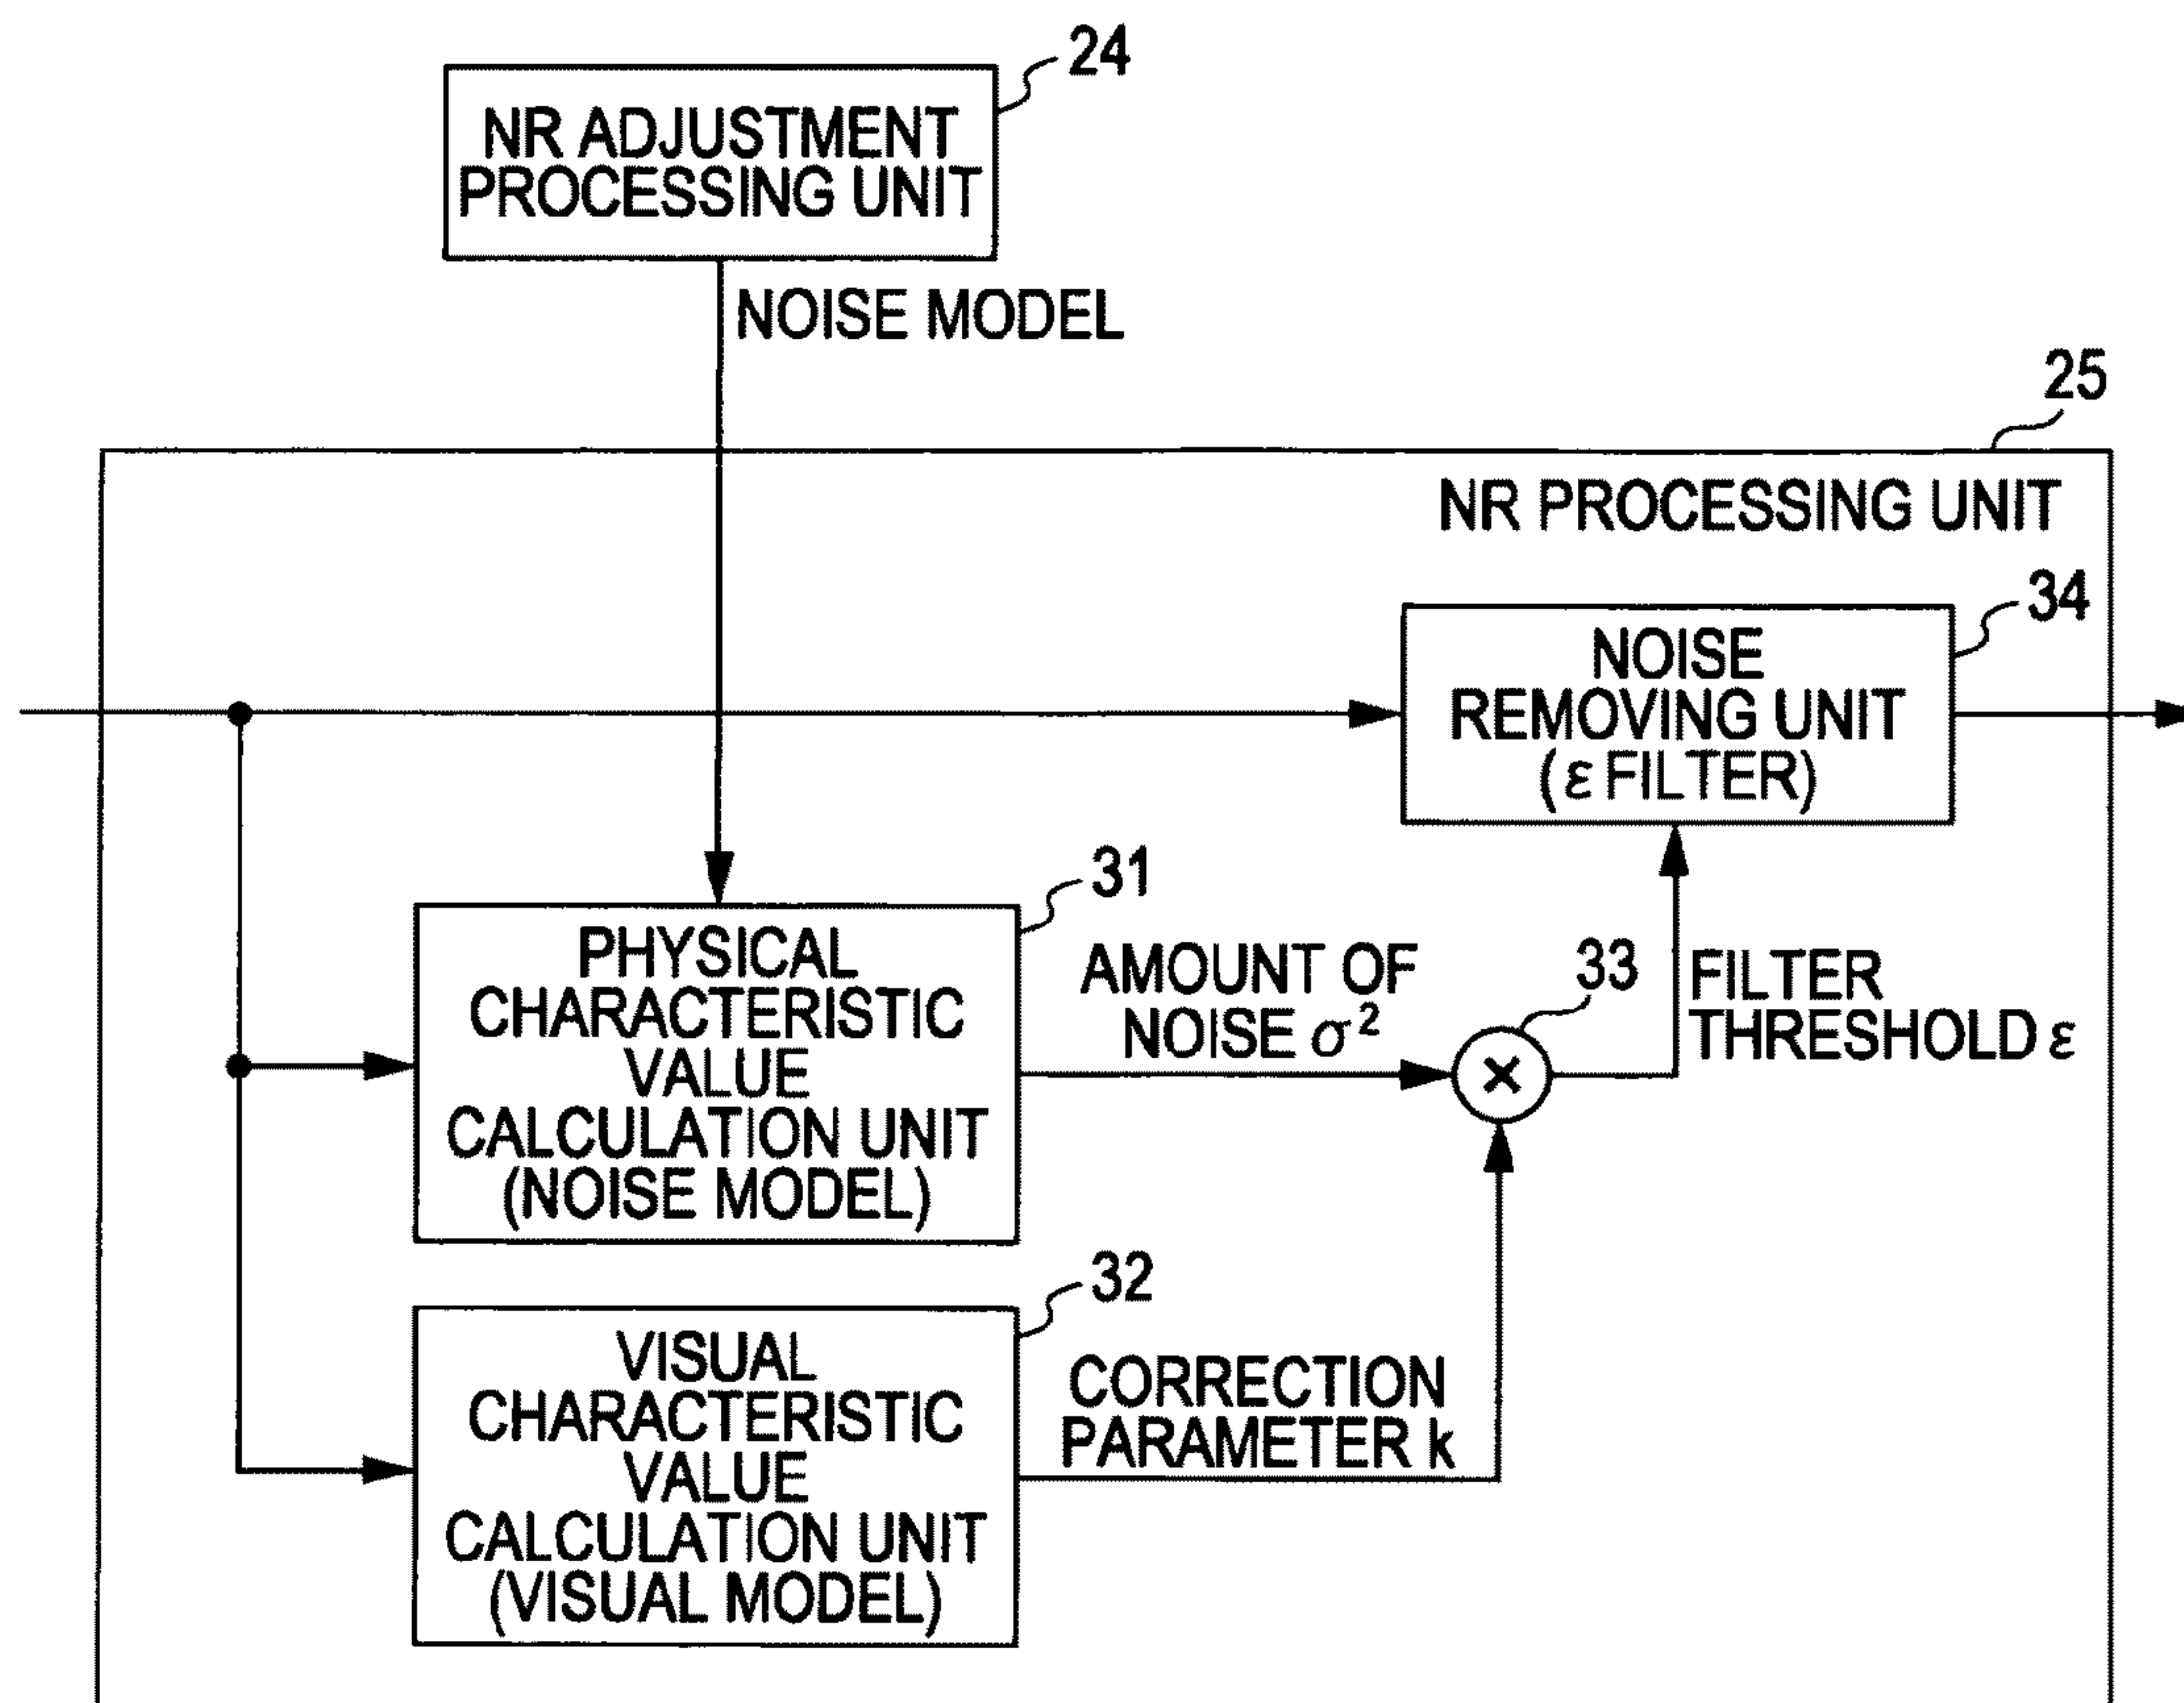 24
NR ADJUSTMENT
PROCESSING UNIT
NOISE MODEL
25
NR PROCESSING UNIT
34
NOISE
REMOVING UNIT
(ε FILTER)
31
PHYSICAL
CHARACTERISTIC
VALUE
CALCULATION UNIT
(NOISE MODEL)
AMOUNT OF
NOISE σ²
33
×
FILTER
THRESHOLD ε
32
VISUAL
CHARACTERISTIC
VALUE
CALCULATION UNIT
(VISUAL MODEL)
CORRECTION
PARAMETER k